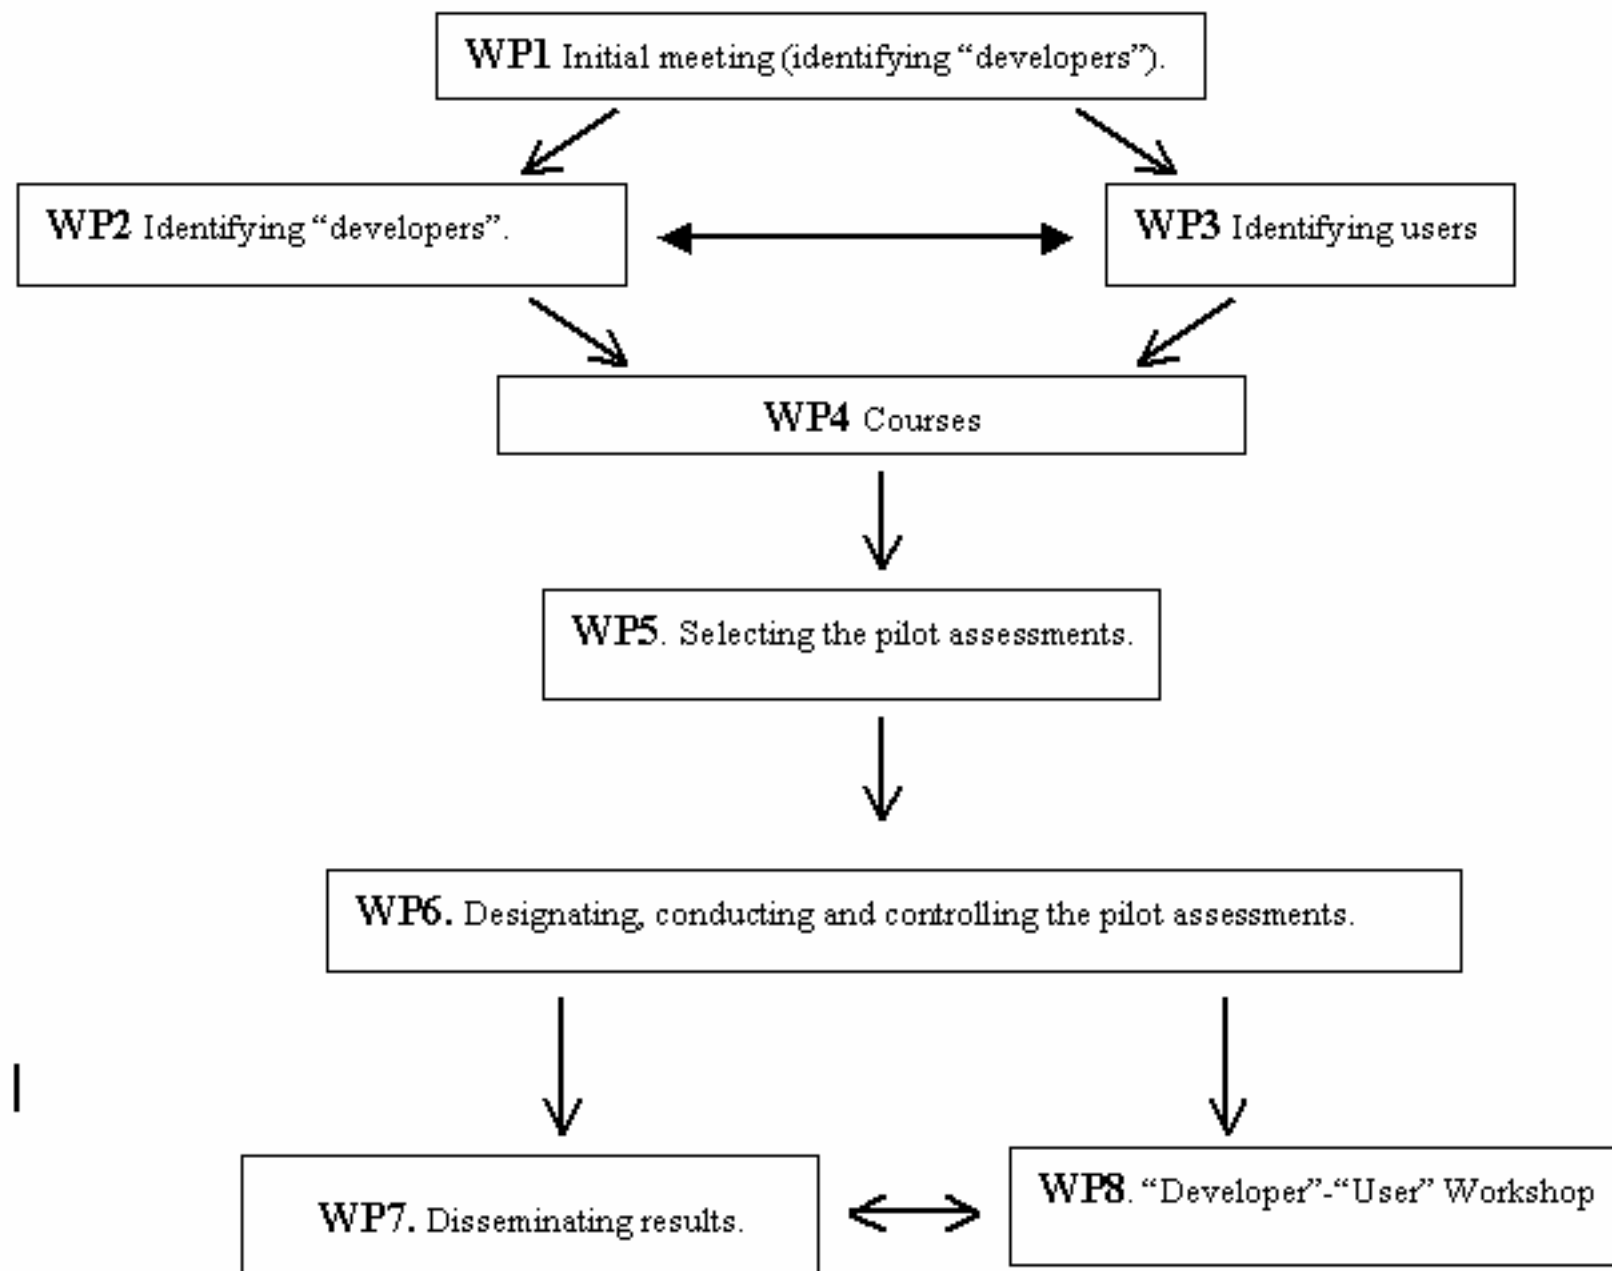 WP1 Initial meeting (identifying “developers”).
WP2 Identifying “developers”.
WP3 Identifying users
WP4 Courses
WP5. Selecting the pilot assessments.
WP6. Designating, conducting and controlling the pilot assessments.
WP7. Disseminating results.
WP8. “Developer”-“User” Workshop